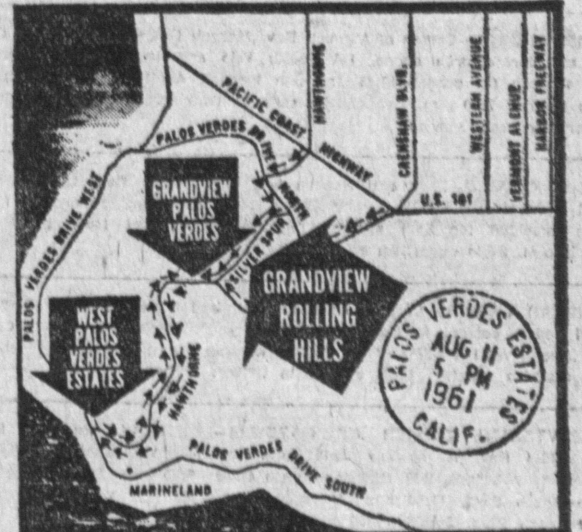 HAWTHORNE
CRENSHAW BLVD.
WESTERN AVENUE
VERMONT AVENUE
HARBOR FREEWAY
PACIFIC COAST HIGHWAY
PALOS VERDES DRIVE NORTH
U.S. 101
PALOS VERDES DRIVE WEST
GRANDVIEW
PALOS
VERDES
SILVER SPUR
GRANDVIEW
ROLLING
HILLS
WEST
PALOS
VERDES
ESTATES
HAWTHORNE
PALOS VERDES ESTATES
AUG 11
5 PM
1961
CALIF.
PALOS VERDES DRIVE SOUTH
MARINELAND